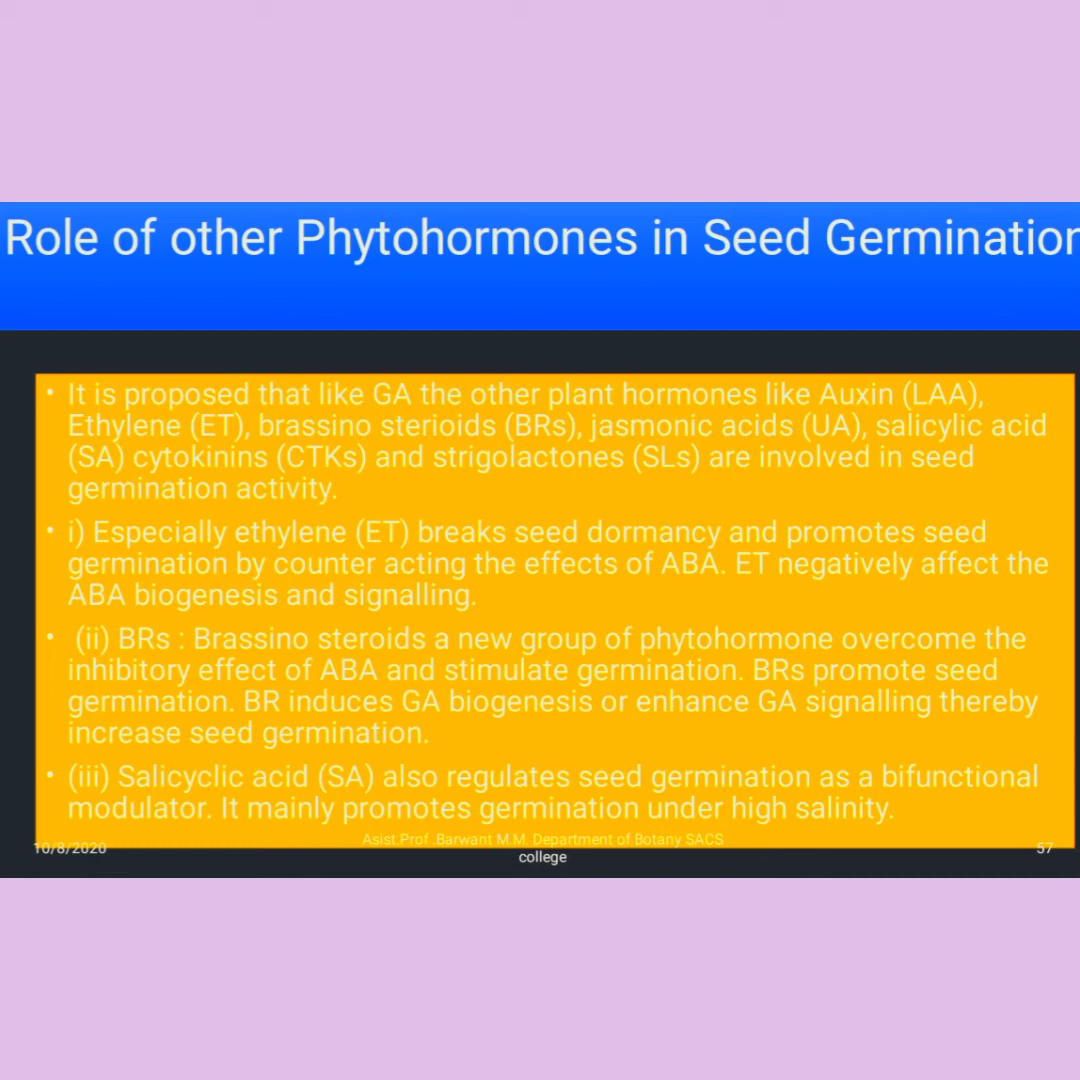 Role of other Phytohormones in Seed Germination
• It is proposed that like GA the other plant hormones like Auxin (LAA),
Ethylene (ET), brassino sterioids (BRs), jasmonic acids (UA), salicylic acid
(SA) cytokinins (CTKs) and strigolactones (SLs) are involved in seed
germination activity.
• i) Especially ethylene (ET) breaks seed dormancy and promotes seed
germination by counter acting the effects of ABA. ET negatively affect the
ABA biogenesis and signalling.
• (ii) BRs : Brassino steroids a new group of phytohormone overcome the
inhibitory effect of ABA and stimulate germination. BRs promote seed
germination. BR induces GA biogenesis or enhance GA signalling thereby
increase seed germination.
• (iii) Salicyclic acid (SA) also regulates seed germination as a bifunctional
modulator. It mainly promotes germination under high salinity.
10/8/2020
Asist.Prof .Barwant M.M. Department of Botany SACS
college
57